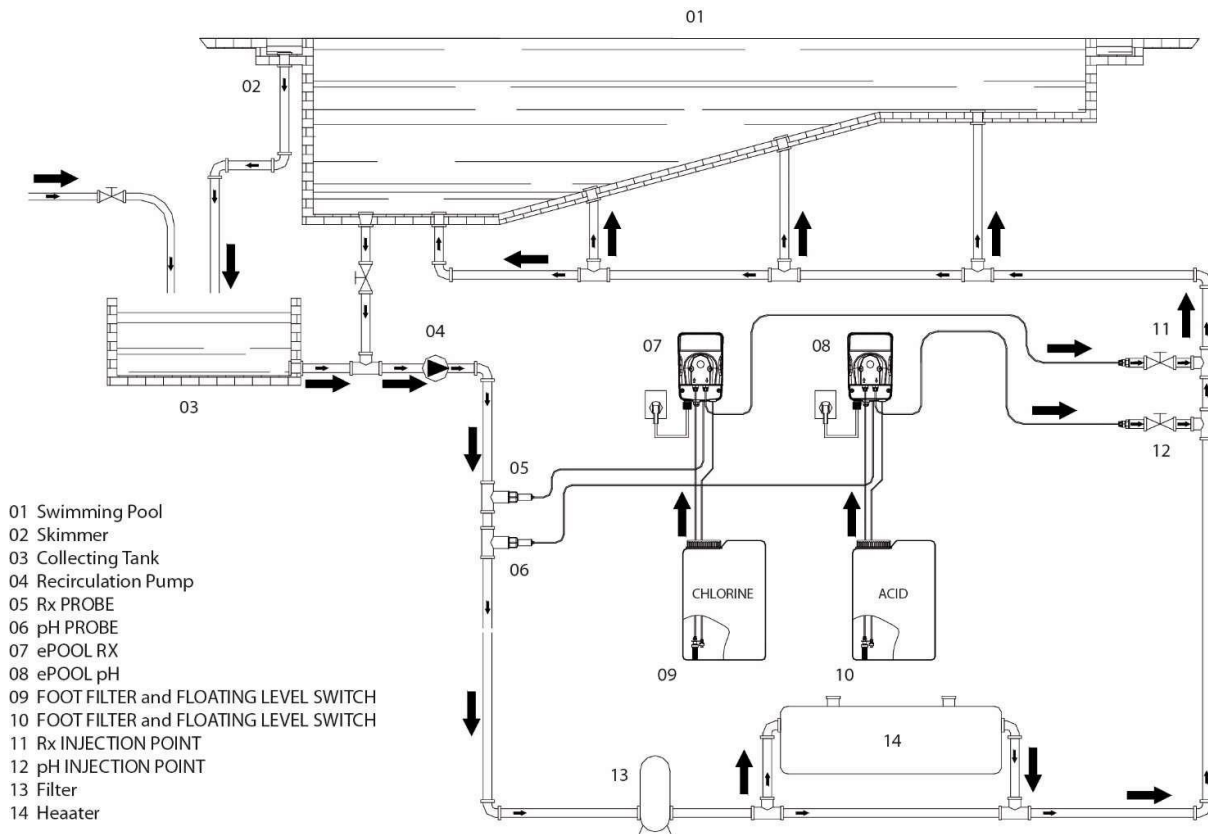 01
02
03
04
05
06
07
08
11
12
CHLORINE
ACID
09
10
13
14
01 Swimming Pool
02 Skimmer
03 Collecting Tank
04 Recirculation Pump
05 Rx PROBE
06 pH PROBE
07 ePOOL RX
08 ePOOL pH
09 FOOT FILTER and FLOATING LEVEL SWITCH
10 FOOT FILTER and FLOATING LEVEL SWITCH
11 Rx INJECTION POINT
12 pH INJECTION POINT
13 Filter
14 Heaater